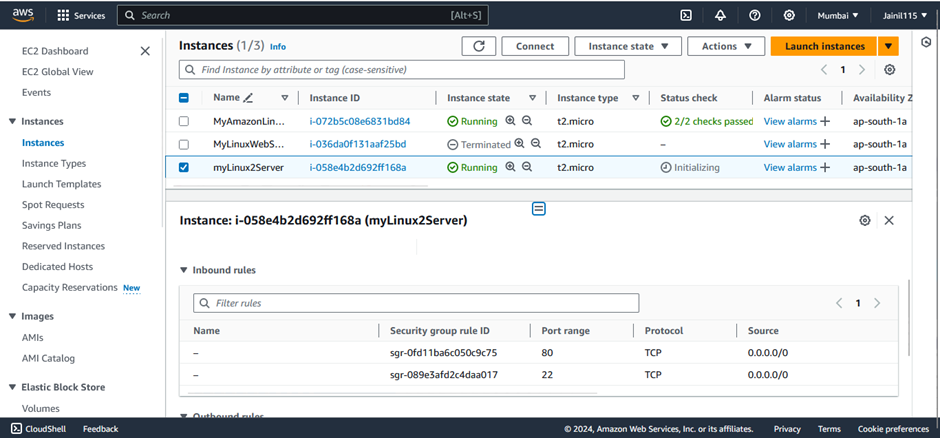 aws Services Search [Alt+S] Mumbai Jainil115
EC2 Dashboard
EC2 Global View
Events
Instances
Instances
Instance Types
Launch Templates
Spot Requests
Savings Plans
Reserved Instances
Dedicated Hosts
Capacity Reservations New
Images
AMIs
AMI Catalog
Elastic Block Store
Volumes
Instances (1/3) Info Connect Instance state Actions Launch instances
Find Instance by attribute or tag (case-sensitive) 1
Name Instance ID Instance state Instance type Status check Alarm status Availability Z
MyAmazonLin... i-072b5c08e6831bd84 Running t2.micro 2/2 checks passed View alarms ap-south-1a
MyLinuxWebS... i-036da0f131aaf25bd Terminated t2.micro – View alarms ap-south-1a
myLinux2Server i-058e4b2d692ff168a Running t2.micro Initializing View alarms ap-south-1a
Instance: i-058e4b2d692ff168a (myLinux2Server)
Inbound rules
Filter rules 1
Name Security group rule ID Port range Protocol Source
– sgr-0fd11ba6c050c9c75 80 TCP 0.0.0.0/0
– sgr-089e3afd2c4daa017 22 TCP 0.0.0.0/0
Outbound rules
CloudShell Feedback © 2024, Amazon Web Services, Inc. or its affiliates. Privacy Terms Cookie preferences